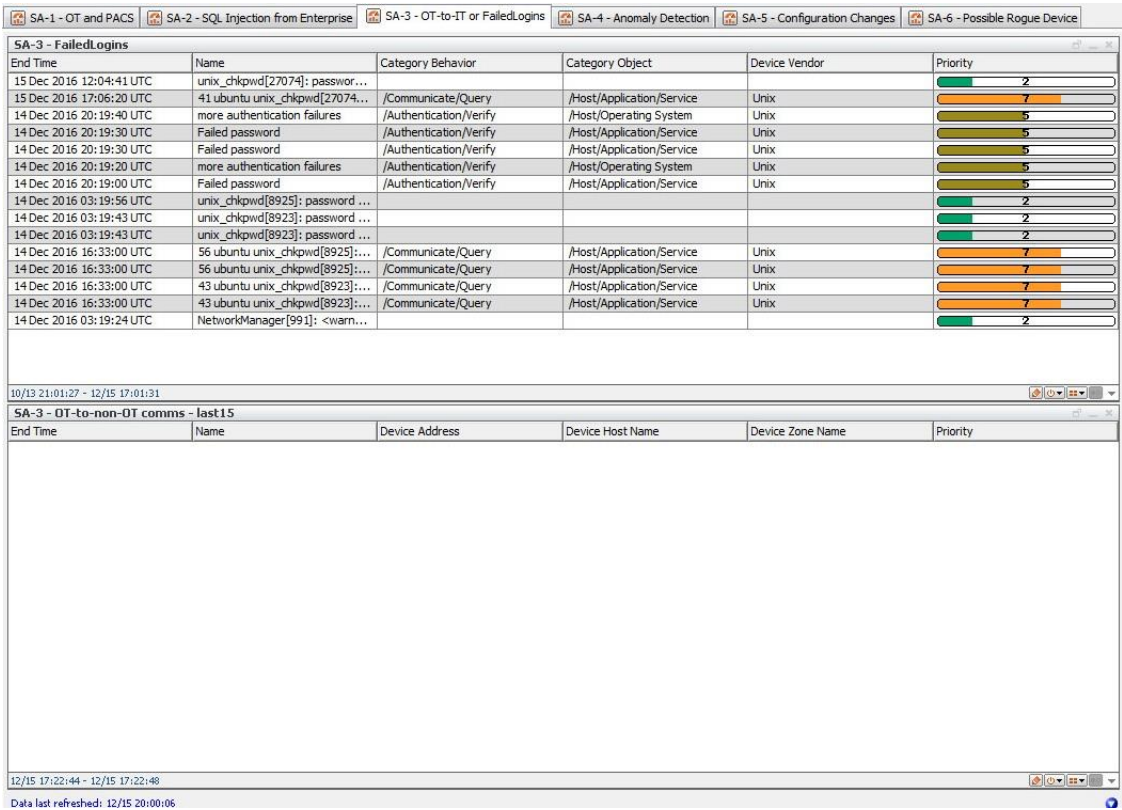 SA-1 - OT and PACS SA-2 - SQL Injection from Enterprise SA-3 - OT-to-IT or FailedLogins SA-4 - Anomaly Detection SA-5 - Configuration Changes SA-6 - Possible Rogue Device
SA-3 - FailedLogins
End Time Name Category Behavior Category Object Device Vendor Priority
15 Dec 2016 12:04:41 UTC unix_chkpwd[27074]: passwor... 2
15 Dec 2016 17:06:20 UTC 41 ubuntu unix_chkpwd[27074... /Communicate/Query /Host/Application/Service Unix 7
14 Dec 2016 20:19:40 UTC more authentication failures /Authentication/Verify /Host/Operating System Unix 5
14 Dec 2016 20:19:30 UTC Failed password /Authentication/Verify /Host/Application/Service Unix 5
14 Dec 2016 20:19:30 UTC Failed password /Authentication/Verify /Host/Application/Service Unix 5
14 Dec 2016 20:19:20 UTC more authentication failures /Authentication/Verify /Host/Operating System Unix 5
14 Dec 2016 20:19:00 UTC Failed password /Authentication/Verify /Host/Application/Service Unix 5
14 Dec 2016 03:19:56 UTC unix_chkpwd[8925]: password ... 2
14 Dec 2016 03:19:43 UTC unix_chkpwd[8923]: password ... 2
14 Dec 2016 03:19:43 UTC unix_chkpwd[8923]: password ... 2
14 Dec 2016 16:33:00 UTC 56 ubuntu unix_chkpwd[8925]:... /Communicate/Query /Host/Application/Service Unix 7
14 Dec 2016 16:33:00 UTC 56 ubuntu unix_chkpwd[8925]:... /Communicate/Query /Host/Application/Service Unix 7
14 Dec 2016 16:33:00 UTC 43 ubuntu unix_chkpwd[8923]:... /Communicate/Query /Host/Application/Service Unix 7
14 Dec 2016 16:33:00 UTC 43 ubuntu unix_chkpwd[8923]:... /Communicate/Query /Host/Application/Service Unix 7
14 Dec 2016 03:19:24 UTC NetworkManager[991]: <warn... 2
10/13 21:01:27 - 12/15 17:01:31
SA-3 - OT-to-non-OT comms - last15
End Time Name Device Address Device Host Name Device Zone Name Priority
12/15 17:22:44 - 12/15 17:22:48
Data last refreshed: 12/15 20:00:06